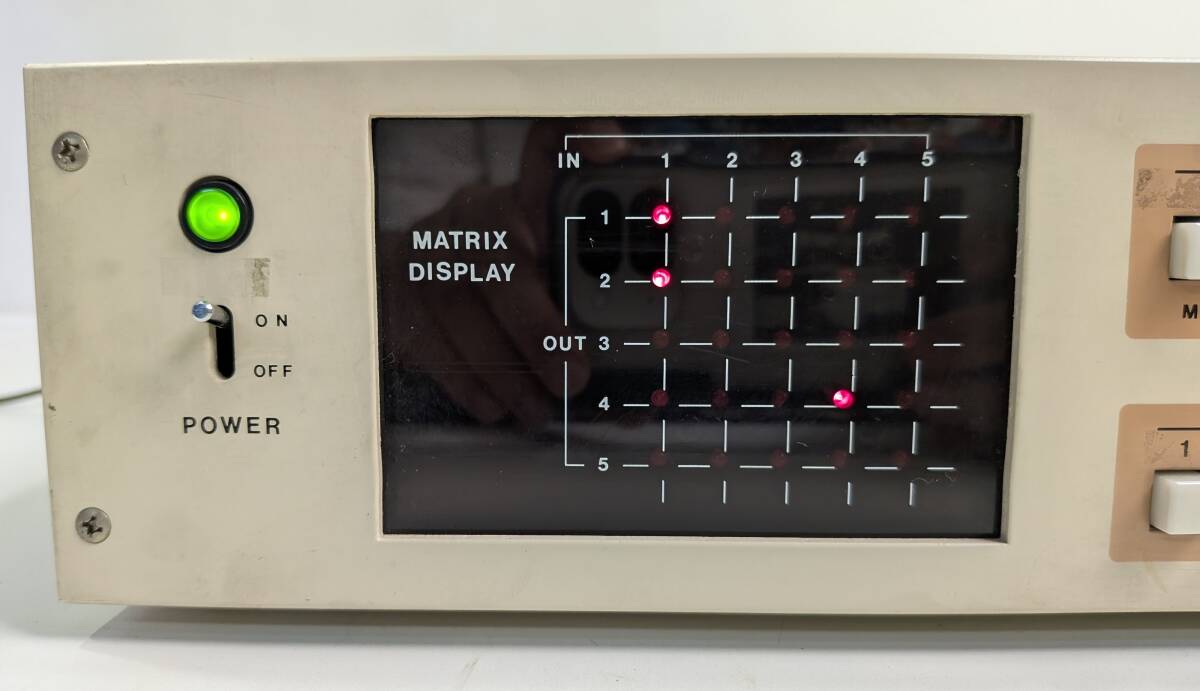 IN 1 2 3 4 5
1
MATRIX
DISPLAY
2
ON
OUT 3
OFF
4
POWER
5
M
1